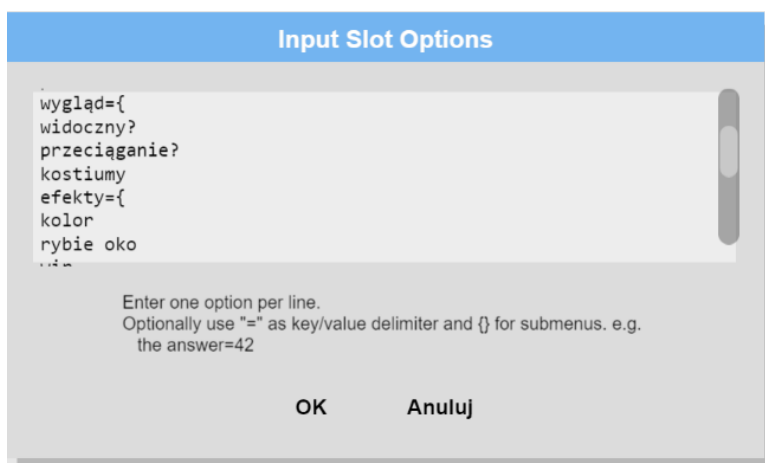 Input Slot Options
wygląd={
widoczny?
przeciąganie?
kostiumy
efekty={
kolor
rybie oko
Enter one option per line.
Optionally use "=" as key/value delimiter and {} for submenus. e.g.
the answer=42
OK Anuluj